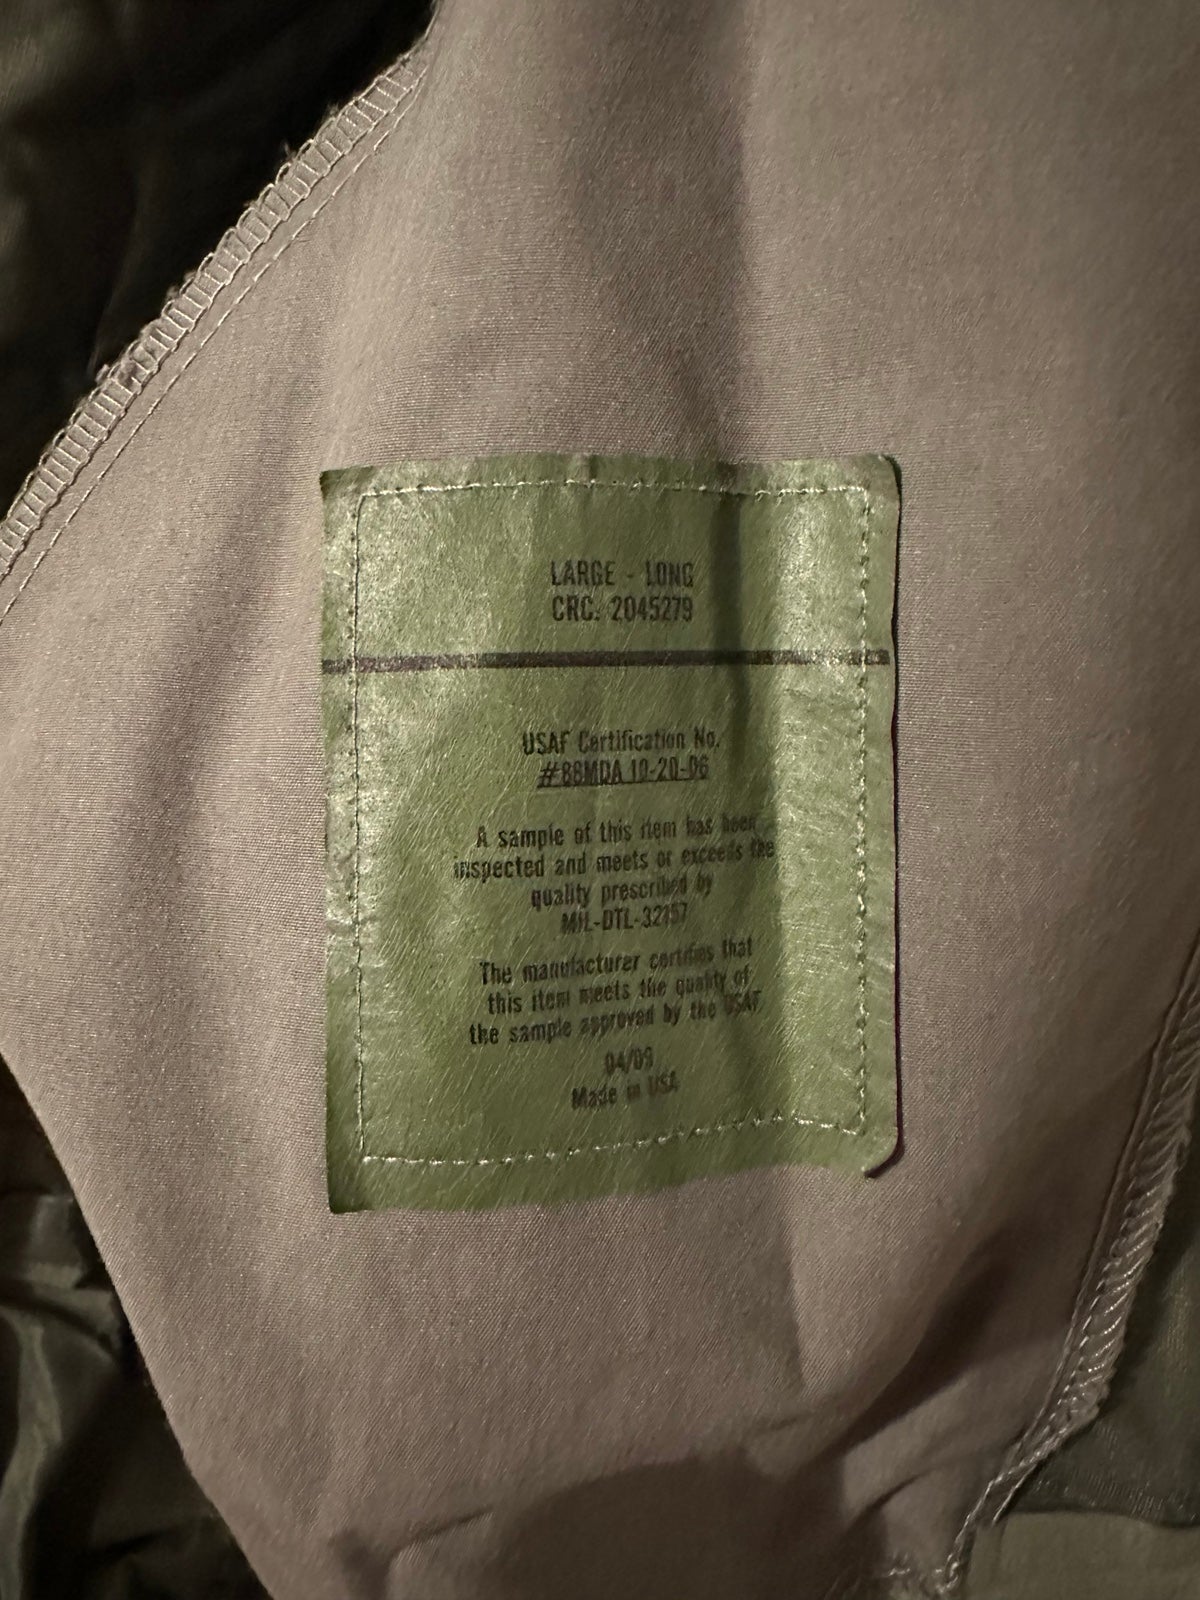 LARGE - LONG
CRC. 2045279
USAF Certification No.
#88MDA 10-20-06
A sample of this item has been
inspected and meets or exceeds the
quality prescribed by
MIL-DTL-32157
The manufacturer certifies that
this item meets the quality of
the sample approved by the USAF
04/09
Made in USA